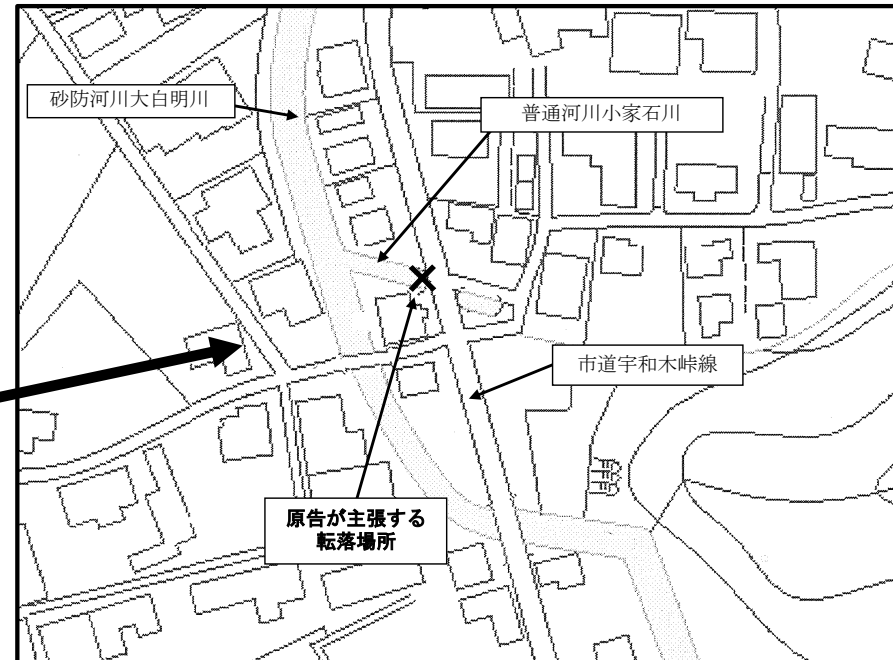 砂防河川大白明川
普通河川小家石川
市道宇和木峠線
原告が主張する
転落場所